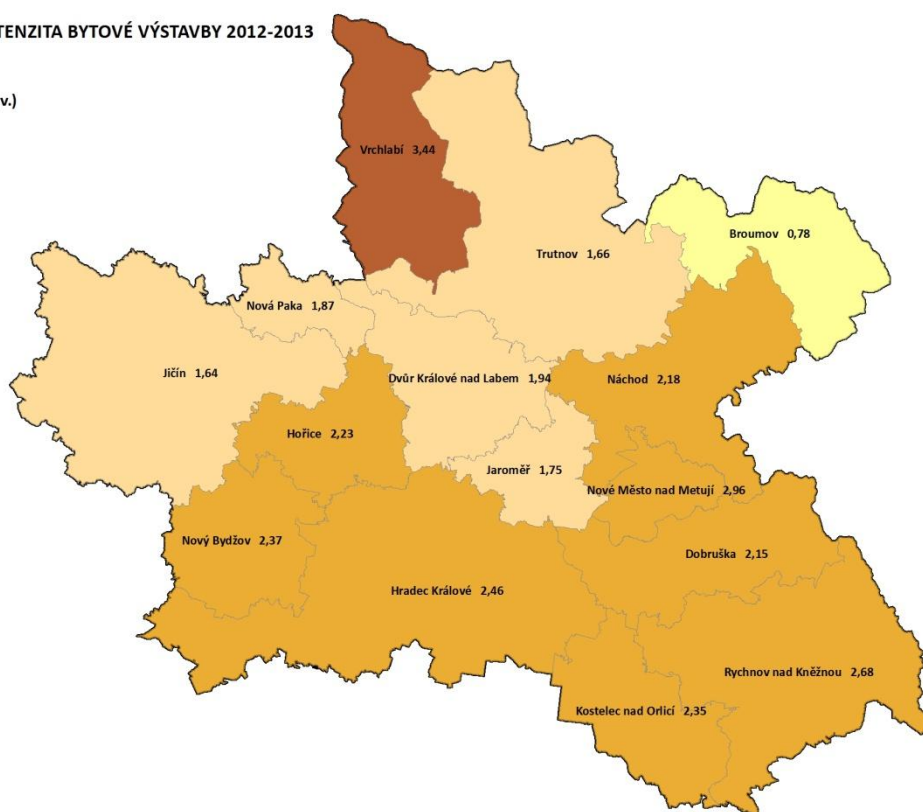 TENZITA BYTOVÉ VÝSTAVBY 2012-2013
v.)
Vrchlabí 3,44
Broumov 0,78
Trutnov 1,66
Nová Paka 1,87
Jičín 1,64
Dvůr Králové nad Labem 1,94
Náchod 2,18
Hořice 2,23
Jaroměř 1,75
Nové Město nad Metují 2,96
Nový Bydžov 2,37
Dobruška 2,15
Hradec Králové 2,46
Rychnov nad Kněžnou 2,68
Kostelec nad Orlicí 2,35